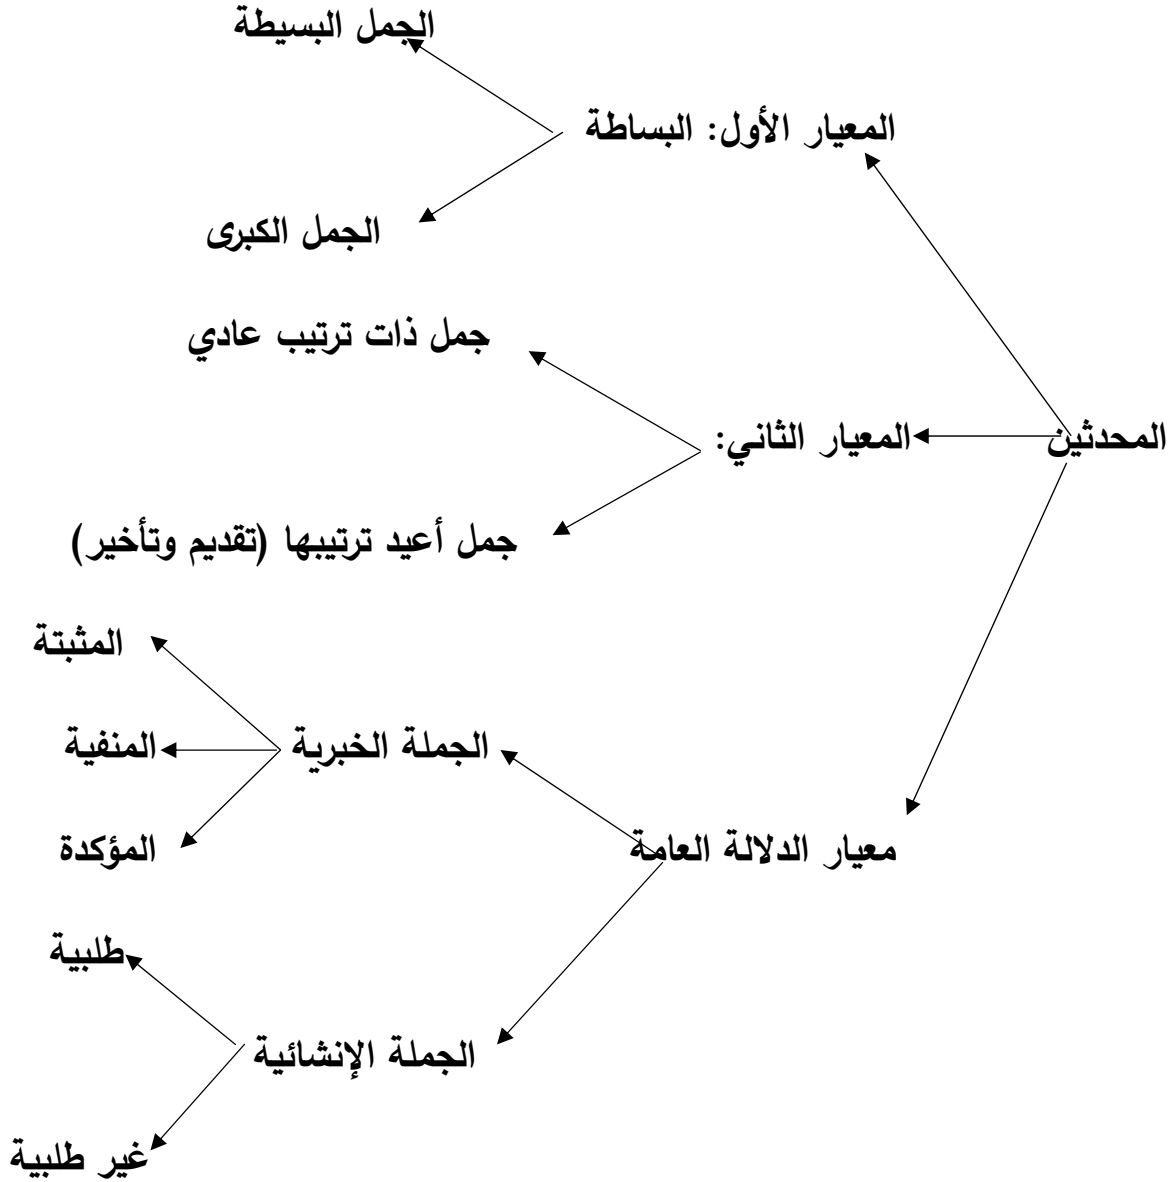 الجمل البسيطة
المعيار الأول: البساطة
الجمل الكبرى
جمل ذات ترتيب عادي
المحدثين
المعيار الثاني:
جمل أعيد ترتيبها (تقديم وتأخير)
المثبتة
الجملة الخبرية
المنفية
معيار الدلالة العامة
المؤكدة
طلبية
الجملة الإنشائية
غير طلبية